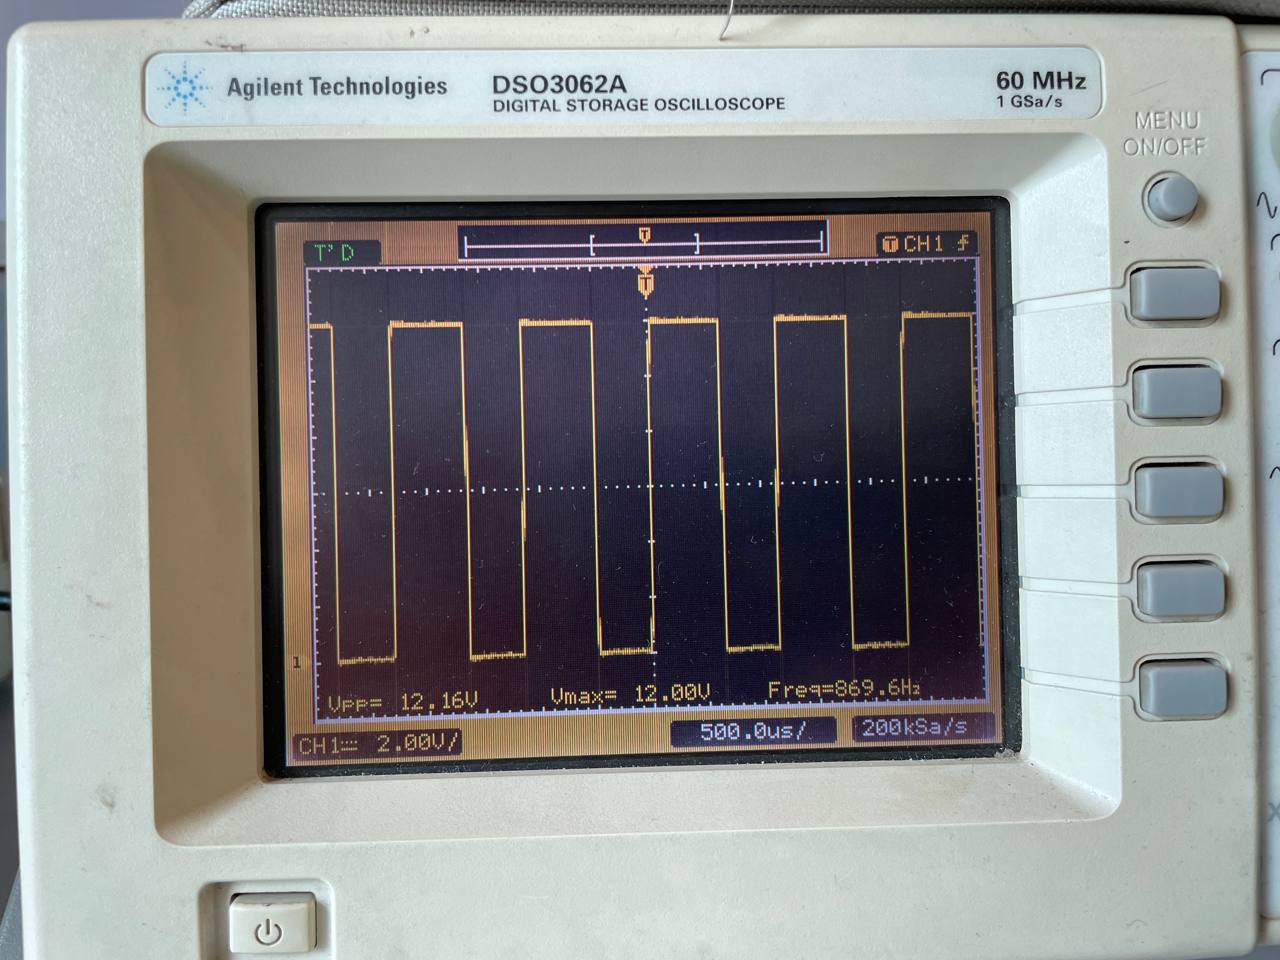 Agilent Technologies DSO3062A 60 MHz
DIGITAL STORAGE OSCILLOSCOPE 1 GSa/s
MENU
ON/OFF
T
T'D
T CH1
T
1
Vpp= 12.16V Vmax= 12.00V Freq=869.6Hz
CH1 2.00V/ 500.0us/ 200kSa/s